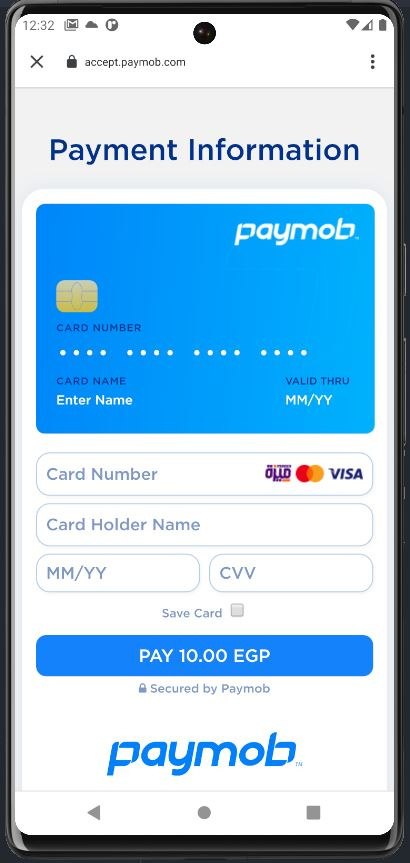 12:32
accept.paymob.com
Payment Information
paymob
CARD NUMBER
CARD NAME
VALID THRU
Enter Name
MM/YY
Card Number
VISA
Card Holder Name
MM/YY
CVV
Save Card
PAY 10.00 EGP
Secured by Paymob
paymob
TM